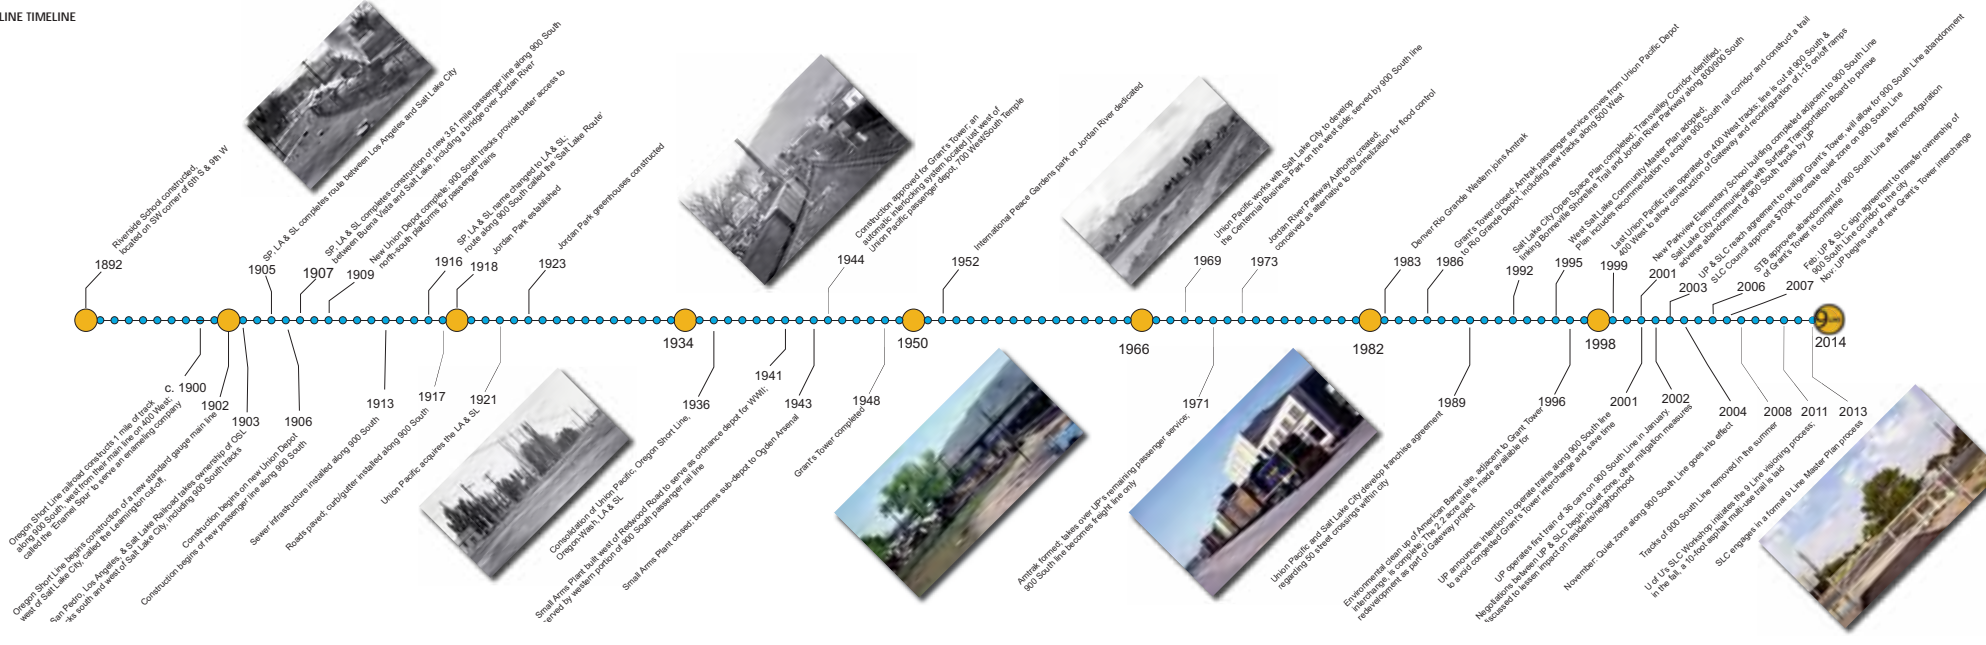 LINE TIMELINE
1892
Riverside School constructed,
located on SW corner of 6th S & 9th W
c. 1900
Oregon Short Line railroad constructs 1 mile of track
along 900 South, west from their main line on 400 West;
called the 'Enamel Spur' to serve an enameling company
1902
Oregon Short Line begins construction of a new standard gauge main line
west of Salt Lake City, called the Leamington cut-off.
1903
San Pedro, Los Angeles, & Salt Lake Railroad takes ownership of OSL
cks south and west of Salt Lake City, including 900 South tracks
1905
SP, LA & SL completes route between Los Angeles and Salt Lake City
1906
Construction begins on new Union Depot
Construction begins of new passenger line along 900 South
1907
SP, LA & SL completes construction of new 3.61 mile passenger line along 900 South
between Buena Vista and Salt Lake, including a bridge over Jordan River
1909
New Union Depot complete; 900 South tracks provide better access to
north-south platforms for passenger trains
1913
Sewer infrastructure installed along 900 South
1916
SP, LA & SL name changed to LA & SL;
route along 900 South called the 'Salt Lake Route'
1917
Roads paved; curb/gutter installed along 900 South
1918
Jordan Park established
1921
Union Pacific acquires the LA & SL
1923
Jordan Park greenhouses constructed
1934
1936
Consolidation of Union Pacific, Oregon Short Line,
Oregon-Wash, LA & SL
1941
Small Arms Plant built west of Redwood Road to serve as ordnance depot for WWII;
served by western portion of 900 South passenger rail line
1943
Small Arms Plant closed; becomes sub-depot to Ogden Arsenal
1944
Construction approved for Grant's Tower; an
automatic interlocking system located just west of
Union Pacific passenger depot, 700 West/South Temple
1948
Grant's Tower completed
1950
1952
International Peace Gardens park on Jordan River dedicated
1966
1969
Union Pacific works with Salt Lake City to develop
the Centennial Business Park on the west side; served by 900 South line
1971
Amtrak formed; takes over UP's remaining passenger service;
900 South line becomes freight line only
1973
Jordan River Parkway Authority created;
conceived as alternative to channelization for flood control
1982
1983
Denver Rio Grande Western joins Amtrak
1986
Grant's Tower closed; Amtrak passenger service moves from Union Pacific Depot
to Rio Grande Depot, including new tracks along 500 West
1989
Union Pacific and Salt Lake City develop franchise agreement
regarding 50 street crossings within city
1992
Salt Lake City Open Space Plan completed; Transvalley Corridor identified,
linking Bonneville Shoreline Trail and Jordan River Parkway along 800/900 South
1995
West Salt Lake Community Master Plan adopted;
Plan includes recommendation to acquire 900 South rail corridor and construct a trail
1996
Environmental clean up of American Barrel site, adjacent to Grant Tower
interchange, is complete. The 2.2 acre site is made available for
redevelopment as part of Gateway project
1998
1999
Last Union Pacific train operated on 400 West tracks, line is cut at 900 South &
400 West to allow construction of Gateway and reconfiguration of I-15 on/off ramps
2001
New Parkview Elementary School building completed adjacent to 900 South Line
2001
UP announces intention to operate trains along 900 South line
to avoid congested Grant's Tower interchange and save time
2002
UP operates first train of 36 cars on 900 South Line in January.
Negotiations between UP & SLC begin; Quiet zone, other mitigation measures
iscussed to lessen impact on residents/neighborhood
2003
Salt Lake City communicates with Surface Transportation Board to pursue
adverse abandonment of 900 South tracks by UP
2004
November: Quiet zone along 900 South Line goes into effect
2006
UP & SLC reach agreement to realign Grant's Tower, will allow for 900 South Line abandonment
SLC Council approves $700K to create quiet zone on 900 South Line
2007
STB approves abandonment of 900 South Line after reconfiguration
of Grant's Tower is complete
2008
Tracks of 900 South Line removed in the summer
Feb: UP & SLC sign agreement to transfer ownership of
900 South Line corridor to the city
Nov: UP begins use of new Grant's Tower interchange
2011
U of U's SLC Workshop initiates the 9 Line visioning process;
in the fall, a 10-foot asphalt multi-use trail is laid
2013
SLC engages in a formal 9 Line Master Plan process
9
2014